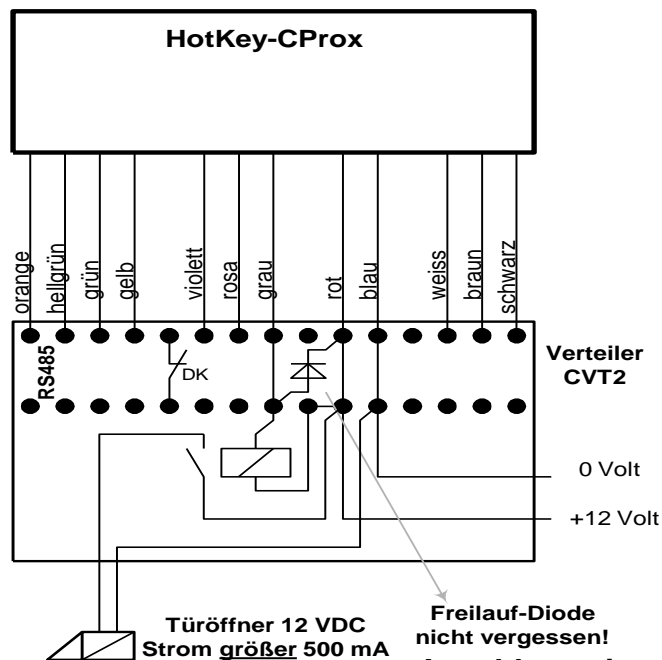 HotKey-CProx
orange
hellgrün
grün
gelb
violett
rosa
grau
rot
blau
weiss
braun
schwarz
RS485
DK
Verteiler
CVT2
0 Volt
+12 Volt
Türöffner 12 VDC
Strom größer 500 mA
Freilauf-Diode
nicht vergessen!